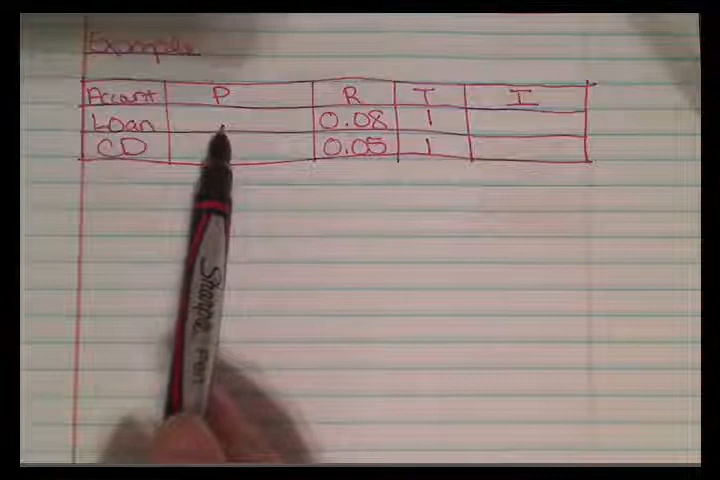 Example
Account P R T I
Loan 0.08 1
CD 0.05 1
Sharpie PEN